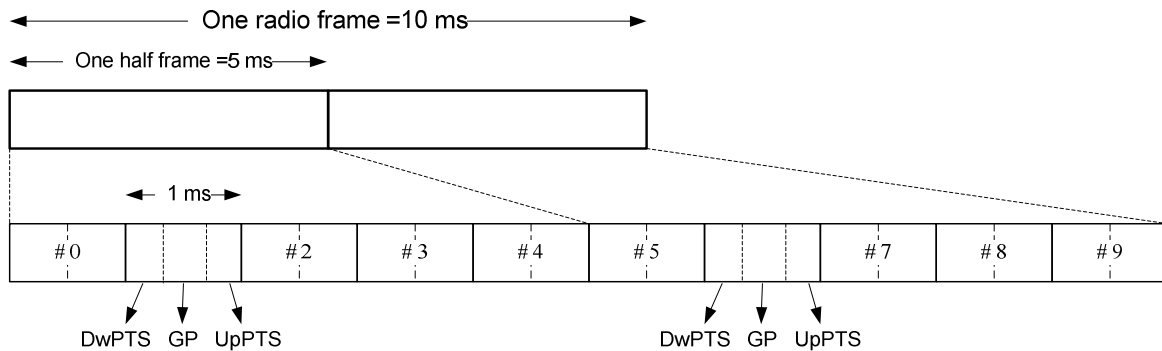 One radio frame =10 ms
One half frame =5 ms
1 ms
#0 #2 #3 #4 #5 #7 #8 #9
DwPTS GP UpPTS DwPTS GP UpPTS